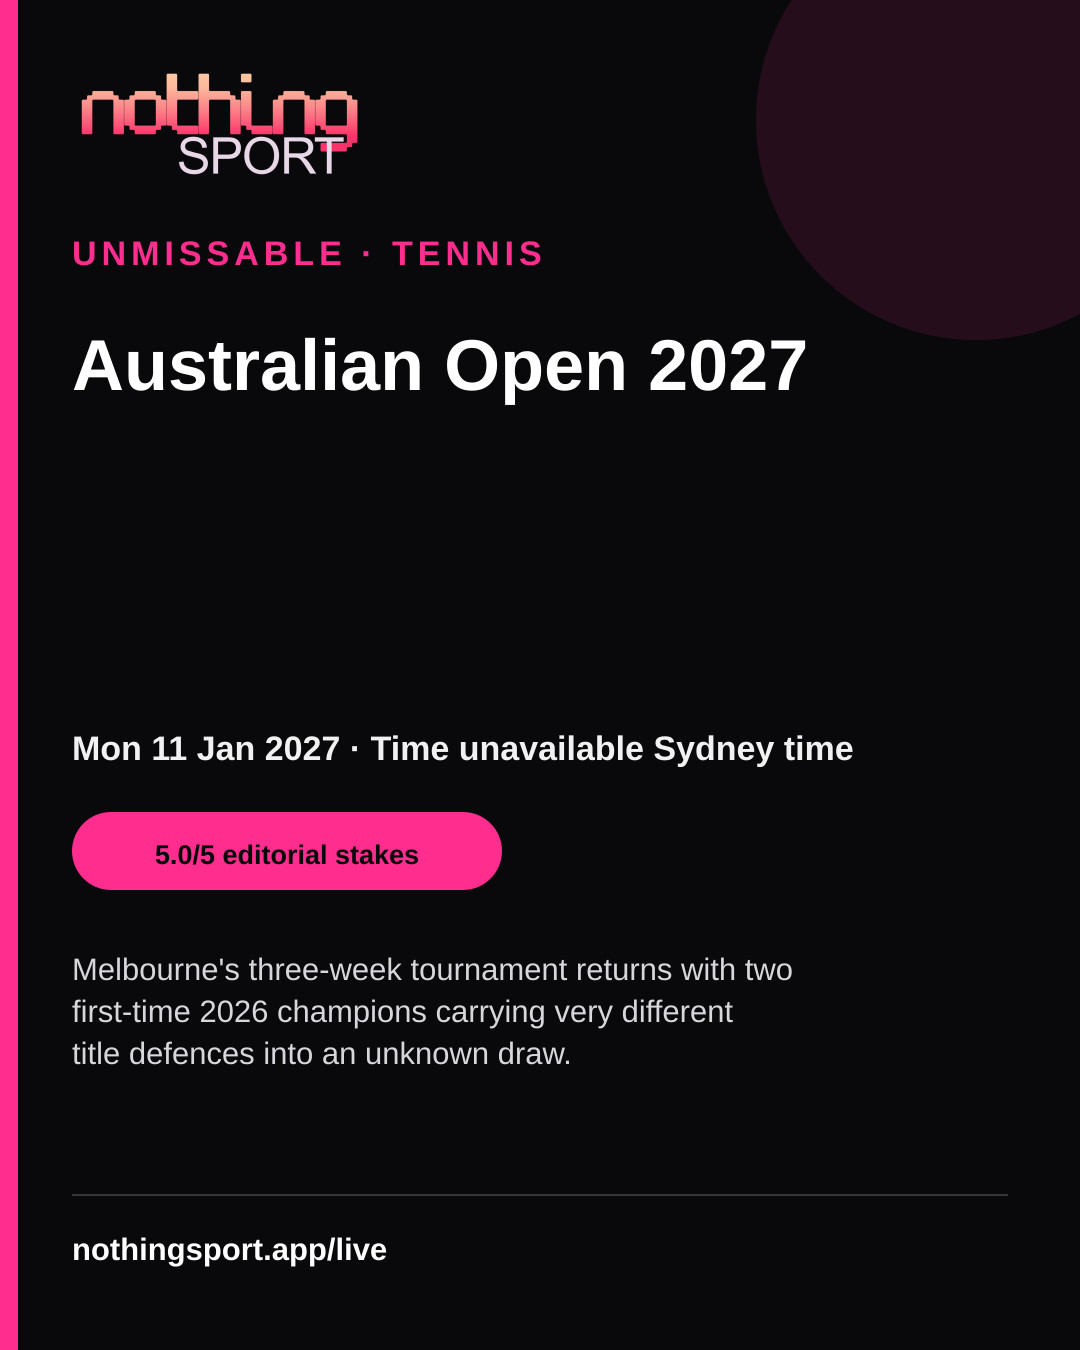 nothing
SPORT
UNMISSABLE · TENNIS
Australian Open 2027
Mon 11 Jan 2027 · Time unavailable Sydney time
5.0/5 editorial stakes
Melbourne's three-week tournament returns with two
first-time 2026 champions carrying very different
title defences into an unknown draw.
nothingsport.app/live